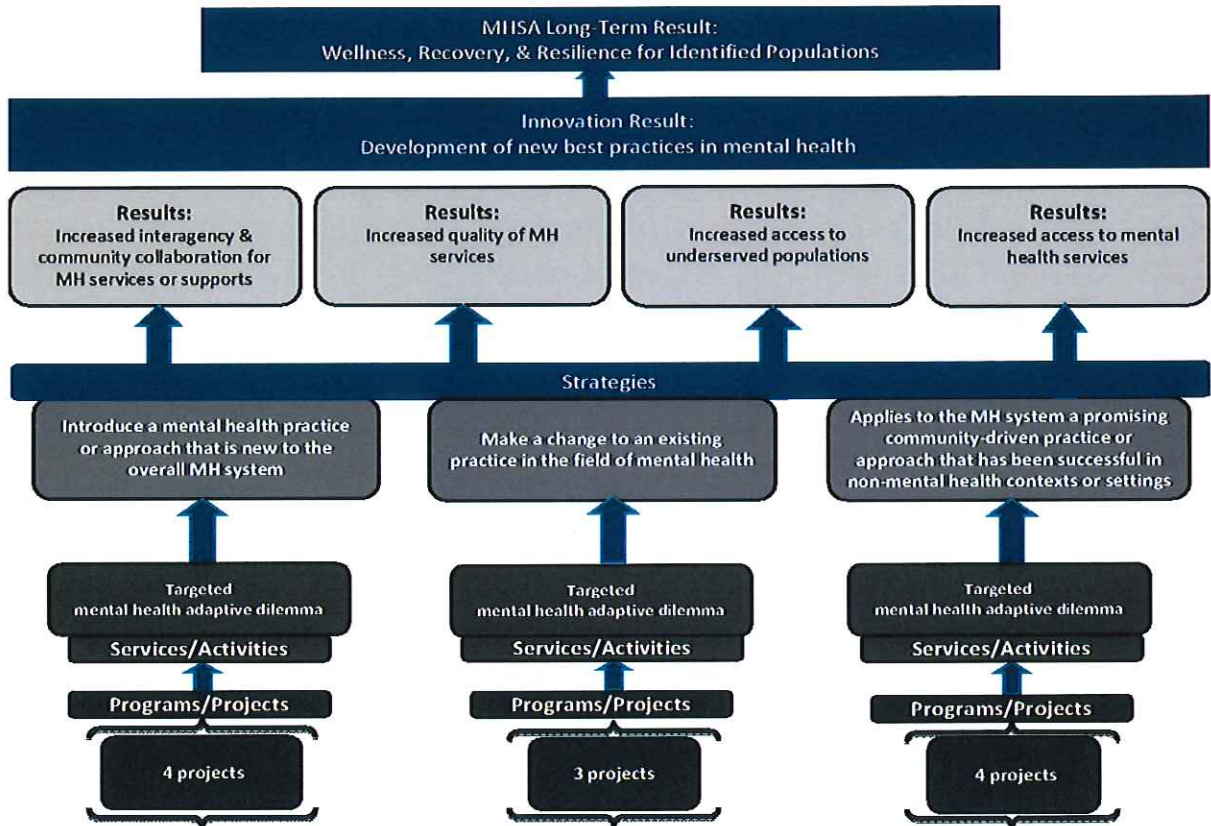 MHSA Long-Term Result:
Wellness, Recovery, & Resilience for Identified Populations
Innovation Result:
Development of new best practices in mental health
Results:
Increased interagency &
community collaboration for
MH services or supports
Results:
Increased quality of MH
services
Results:
Increased access to
underserved populations
Results:
Increased access to mental
health services
Strategies
Introduce a mental health practice
or approach that is new to the
overall MH system
Make a change to an existing
practice in the field of mental health
Applies to the MH system a promising
community-driven practice or
approach that has been successful in
non-mental health contexts or settings
Targeted
mental health adaptive dilemma
Targeted
mental health adaptive dilemma
Targeted
mental health adaptive dilemma
Services/Activities
Services/Activities
Services/Activities
Programs/Projects
Programs/Projects
Programs/Projects
4 projects
3 projects
4 projects